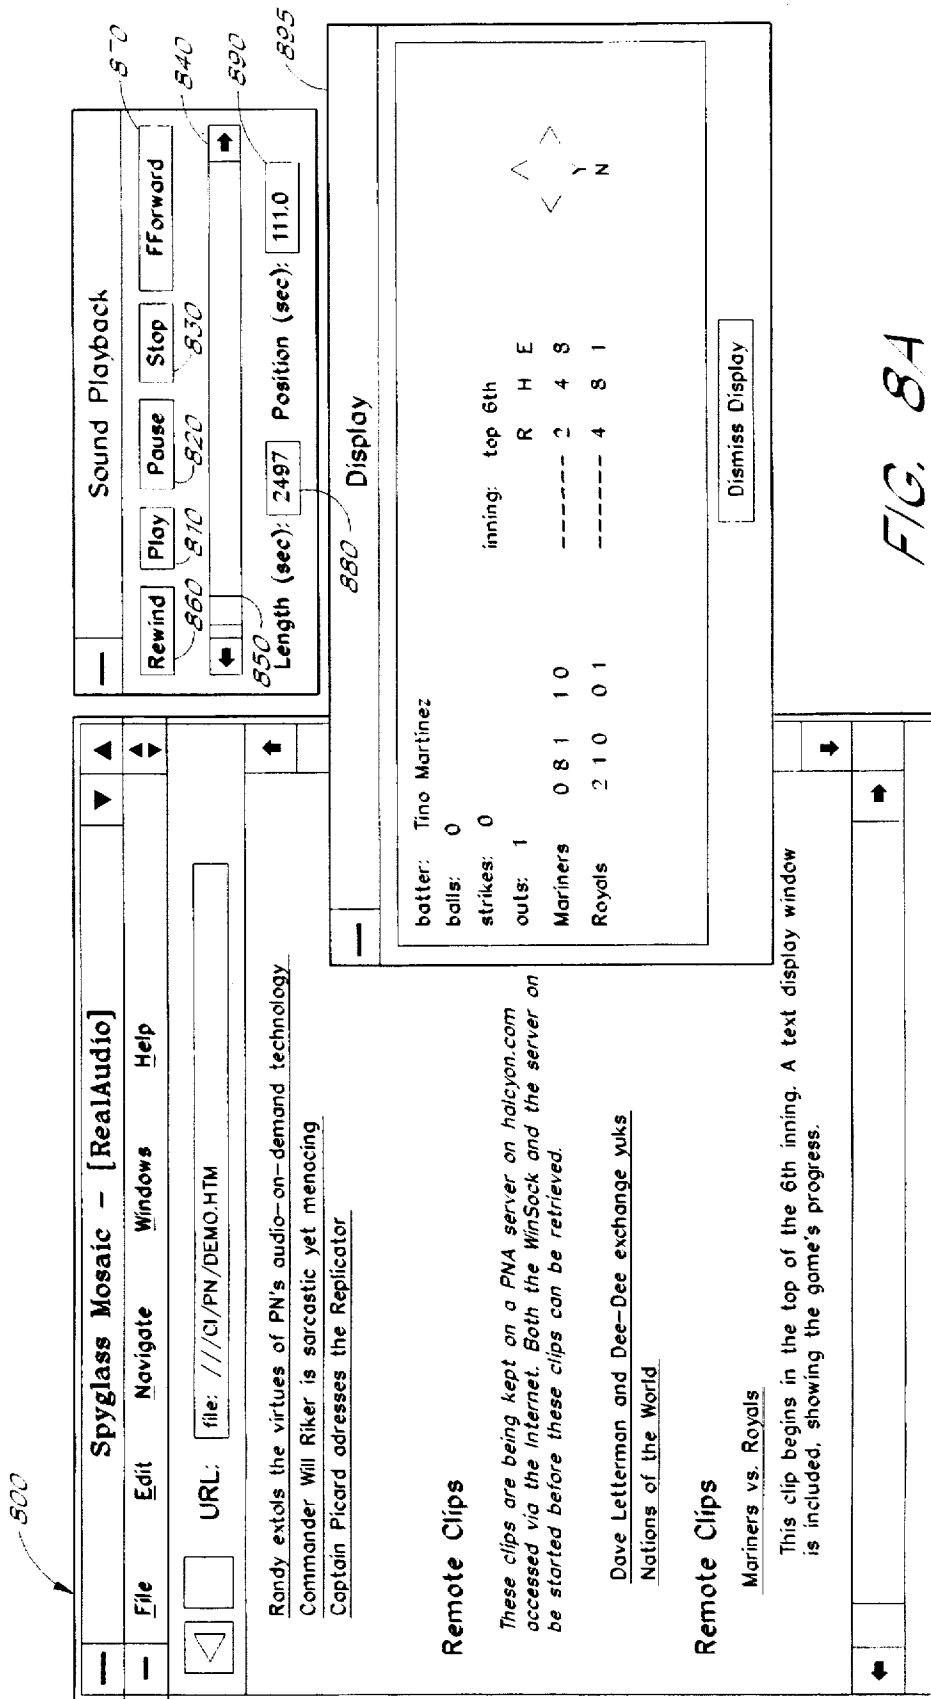 800
Spyglass Mosaic – [RealAudio]
File Edit Navigate Windows Help
URL: file: ///C|/PN/DEMO.HTM
Randy extols the virtues of PN's audio-on-demand technology
Commander Will Riker is sarcastic yet menacing
Captain Picard adresses the Replicator
Remote Clips
These clips are being kept on a PNA server on halcyon.com
accessed via the Internet. Both the WinSock and the server on
be started before these clips can be retrieved.
Dave Letterman and Dee-Dee exchange yuks
Nations of the World
Remote Clips
Mariners vs. Royals
This clip begins in the top of the 6th inning. A text display window
is included, showing the game's progress.
Sound Playback
Rewind Play Pause Stop FForward
870
860 810 820 830
840
850
Length (sec): 2497 Position (sec): 111.0
880
890
895
Display
batter: Tino Martinez
balls: 0
strikes: 0
outs: 1
inning: top 6th
R H E
Mariners 0 8 1 1 0 ------ 2 4 8
Royals 2 1 0 0 1 ------- 4 8 1
^
< >
Y
N
Dismiss Display
FIG. 8A